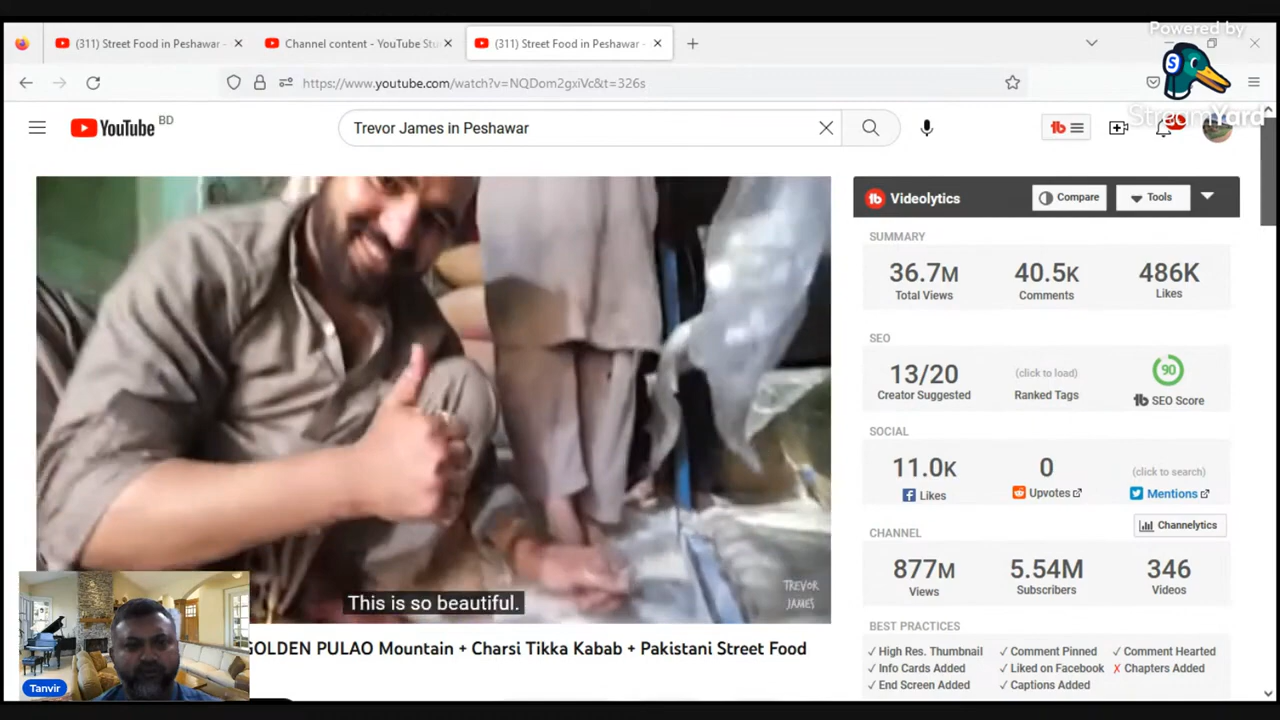 Powered by
StreamYard
(311) Street Food in Peshawar -
Channel content - YouTube Stu
(311) Street Food in Peshawar -
https://www.youtube.com/watch?v=NQDom2gxiVc&t=326s
YouTube BD
Trevor James in Peshawar
Videolytics
Compare
Tools
SUMMARY
36.7M 40.5K 486K
Total Views Comments Likes
SEO
13/20 (click to load) 90
Creator Suggested Ranked Tags tb SEO Score
SOCIAL
11.0K 0 (click to search)
Likes Upvotes Mentions
Channelytics
CHANNEL
877M 5.54M 346
Views Subscribers Videos
BEST PRACTICES
✓ High Res. Thumbnail ✓ Comment Pinned ✓ Comment Hearted
✓ Info Cards Added ✓ Liked on Facebook ✗ Chapters Added
✓ End Screen Added ✓ Captions Added
This is so beautiful.
TREVOR
JAMES
GOLDEN PULAO Mountain + Charsi Tikka Kabab + Pakistani Street Food
Tanvir